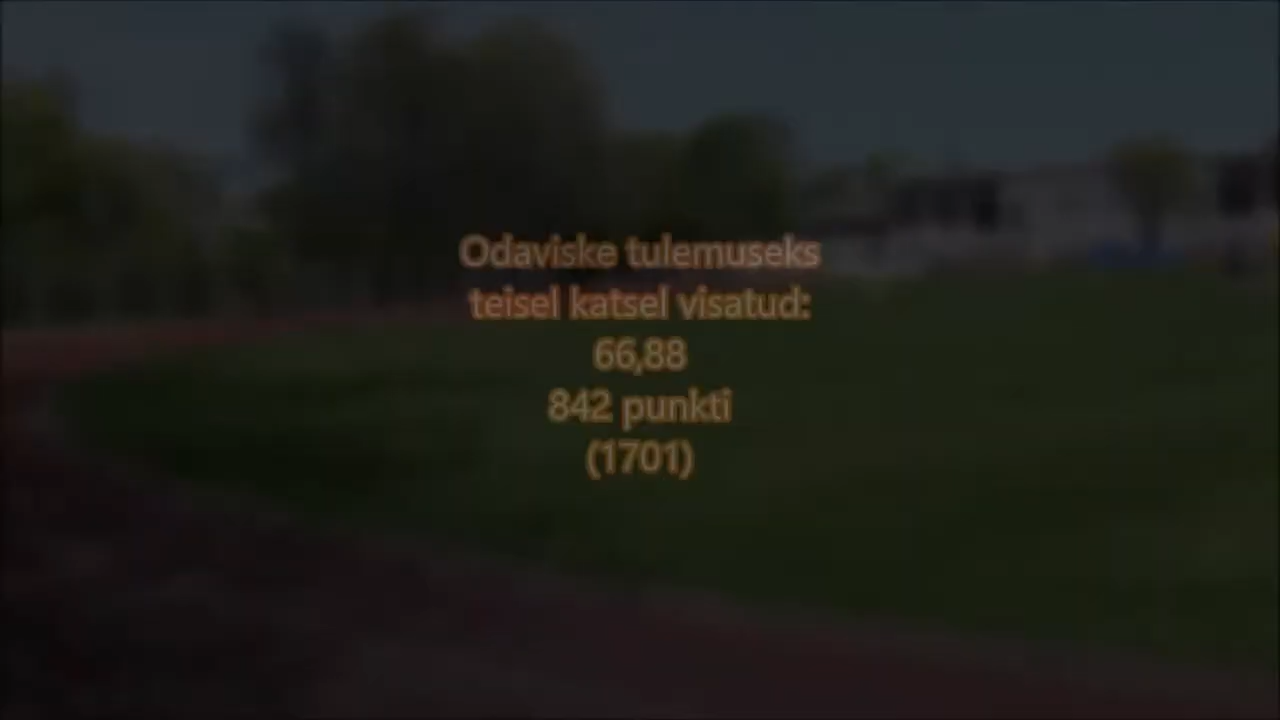 Odaviske tulemuseks
teisel katsel visatud:
66,88
842 punkti
(1701)